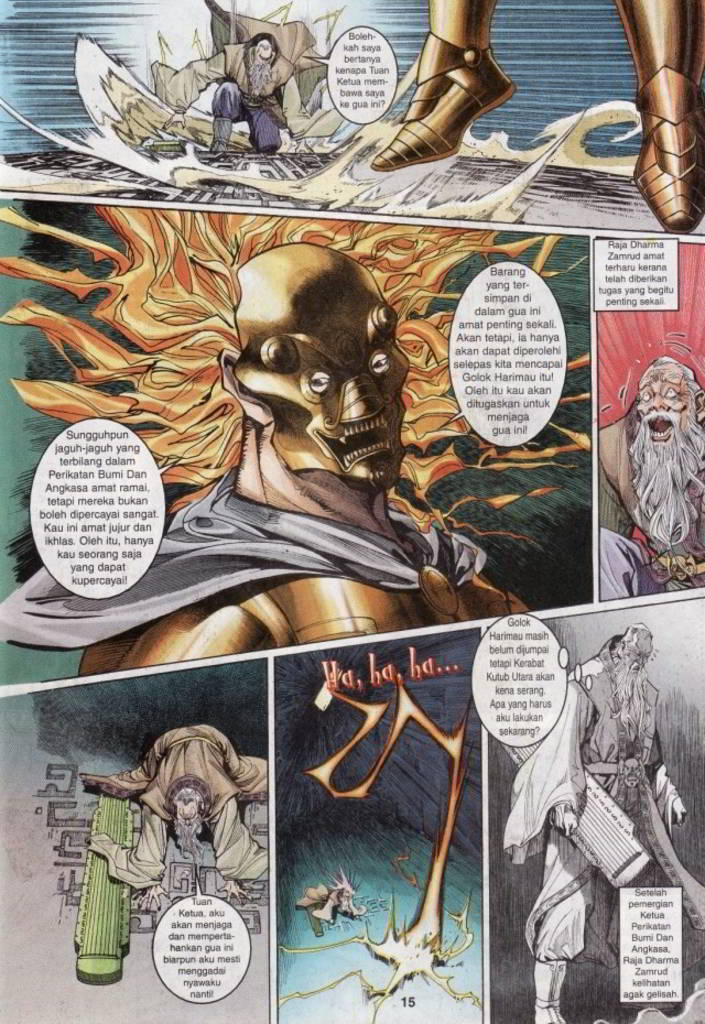 Boleh-
kah saya
bertanya
kenapa Tuan
Ketua mem-
bawa saya
ke gua ini?
Barang
yang ter-
simpan di
dalam gua ini
amat penting sekali.
Akan tetapi, ia hanya
akan dapat diperolehi
selepas kita mencapai
Golok Harimau itu!
Oleh itu kau akan
ditugaskan untuk
menjaga
gua ini!
Sungguhpun
jaguh-jaguh yang
terbilang dalam
Perikatan Bumi Dan
Angkasa amat ramai,
tetapi mereka bukan
boleh dipercayai sangat.
Kau ini amat jujur dan
ikhlas. Oleh itu, hanya
kau seorang saja
yang dapat
kupercayai!
Raja Dharma
Zamrud amat
terharu kerana
telah diberikan
tugas yang begitu
penting sekali.
Tuan
Ketua, aku
akan menjaga
dan memperta-
hankan gua ini
biarpun aku mesti
menggadai
nyawaku
nanti!
Ha, ha, ha...
Golok
Harimau masih
belum dijumpai
tetapi Kerabat
Kutub Utara akan
kena serang.
Apa yang harus
aku lakukan
sekarang?
Setelah
pemergian
Ketua
Perikatan
Bumi Dan
Angkasa,
Raja Dharma
Zamrud
kelihatan
agak gelisah.
15